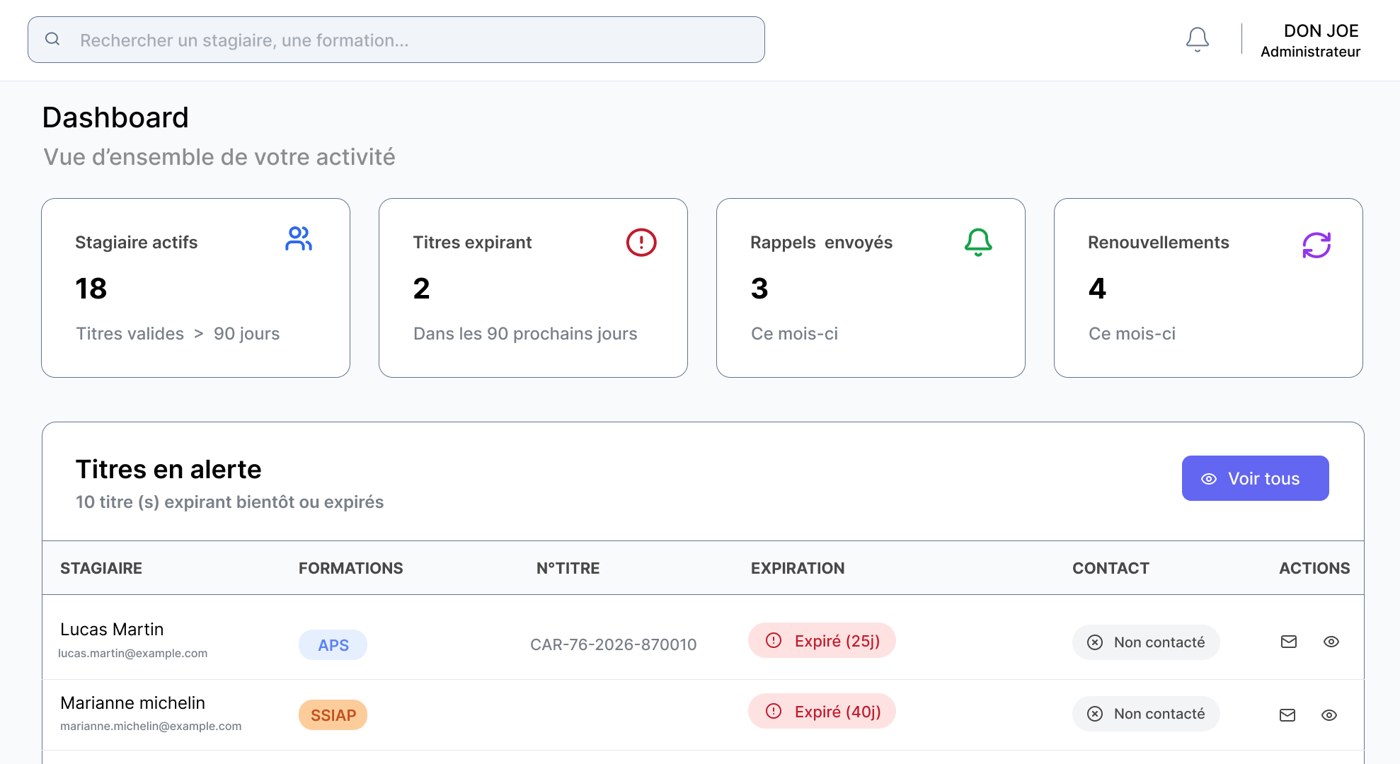 Rechercher un stagiaire, une formation...
DON JOE
Administrateur
Dashboard
Vue d’ensemble de votre activité
Stagiaire actifs
18
Titres valides > 90 jours
Titres expirant
2
Dans les 90 prochains jours
Rappels envoyés
3
Ce mois-ci
Renouvellements
4
Ce mois-ci
Titres en alerte
10 titre (s) expirant bientôt ou expirés
Voir tous
STAGIAIRE FORMATIONS N°TITRE EXPIRATION CONTACT ACTIONS
Lucas Martin
lucas.martin@example.com
APS
CAR-76-2026-870010
Expiré (25j)
Non contacté
Marianne michelin
marianne.michelin@example.com
SSIAP
Expiré (40j)
Non contacté